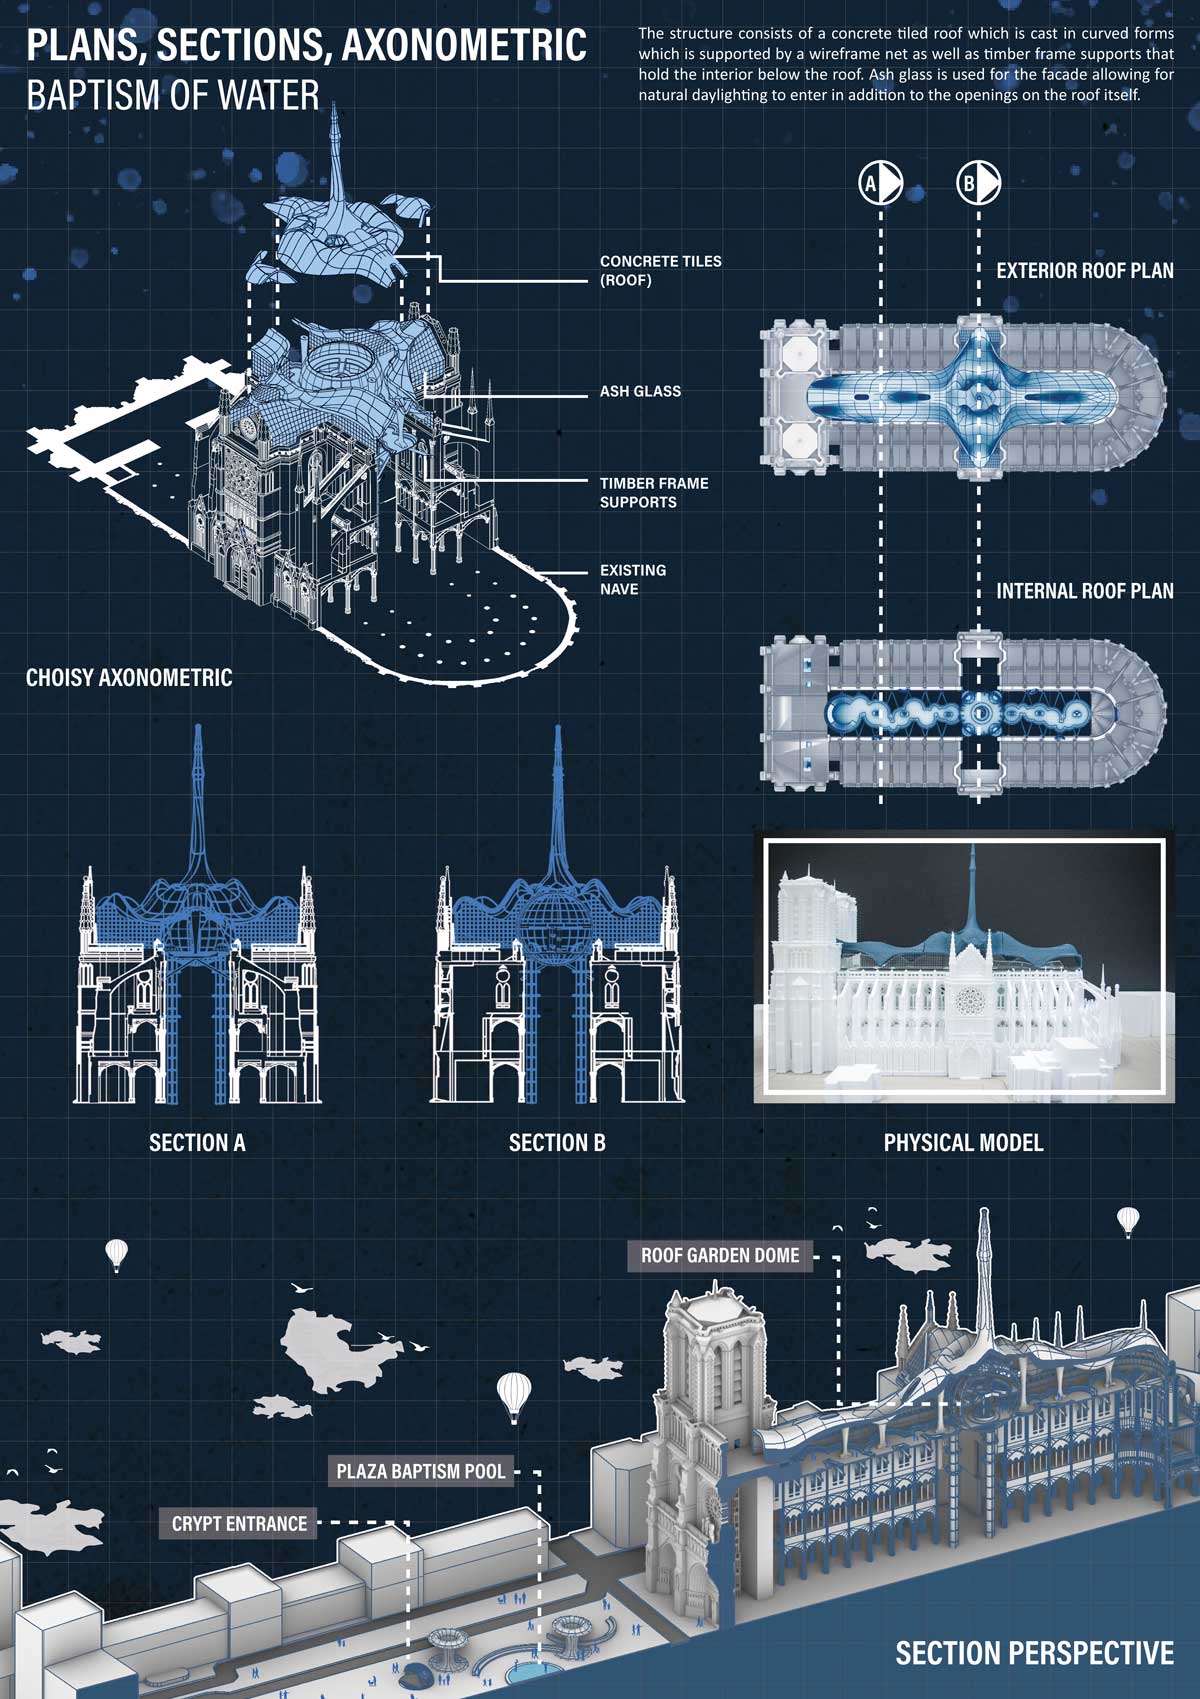 PLANS, SECTIONS, AXONOMETRIC
BAPTISM OF WATER
The structure consists of a concrete tiled roof which is cast in curved forms
which is supported by a wireframe net as well as timber frame supports that
hold the interior below the roof. Ash glass is used for the facade allowing for
natural daylighting to enter in addition to the openings on the roof itself.
A
B
CONCRETE TILES
(ROOF)
EXTERIOR ROOF PLAN
ASH GLASS
TIMBER FRAME
SUPPORTS
EXISTING
NAVE
INTERNAL ROOF PLAN
CHOISY AXONOMETRIC
SECTION A
SECTION B
PHYSICAL MODEL
ROOF GARDEN DOME
PLAZA BAPTISM POOL
CRYPT ENTRANCE
SECTION PERSPECTIVE